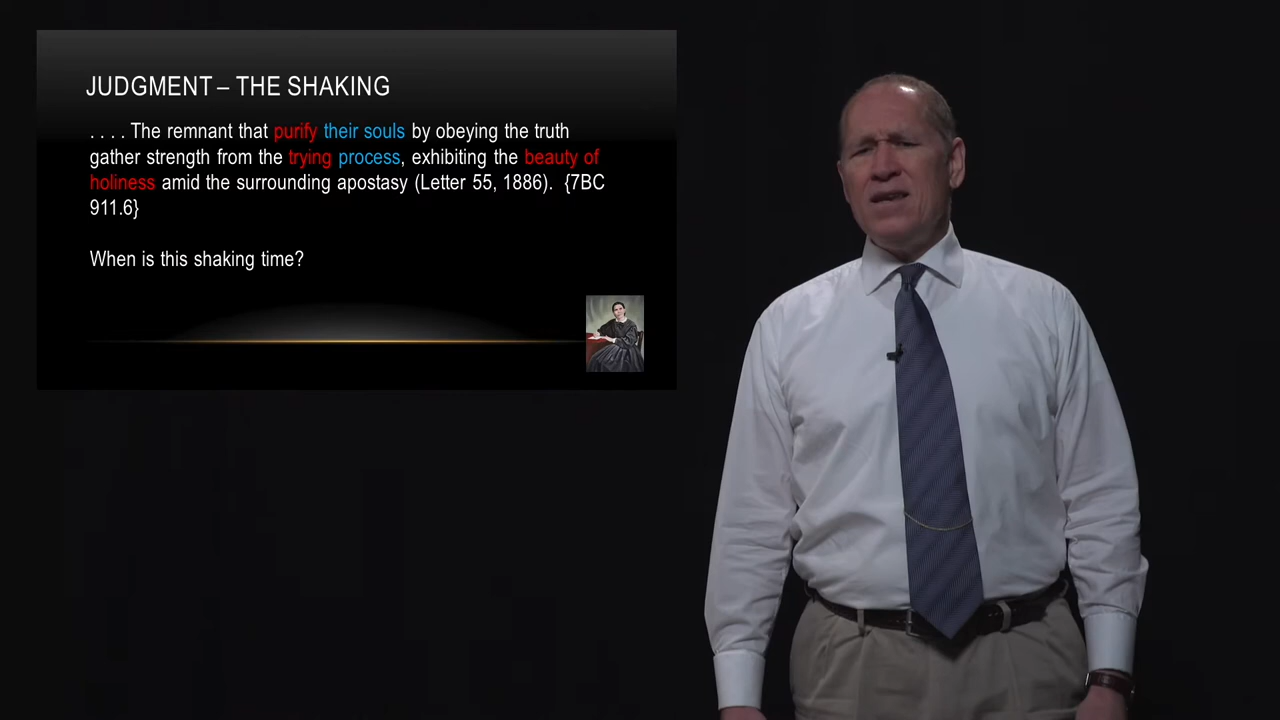 JUDGMENT – THE SHAKING
. . . . The remnant that purify their souls by obeying the truth
gather strength from the trying process, exhibiting the beauty of
holiness amid the surrounding apostasy (Letter 55, 1886).  {7BC
911.6}
When is this shaking time?